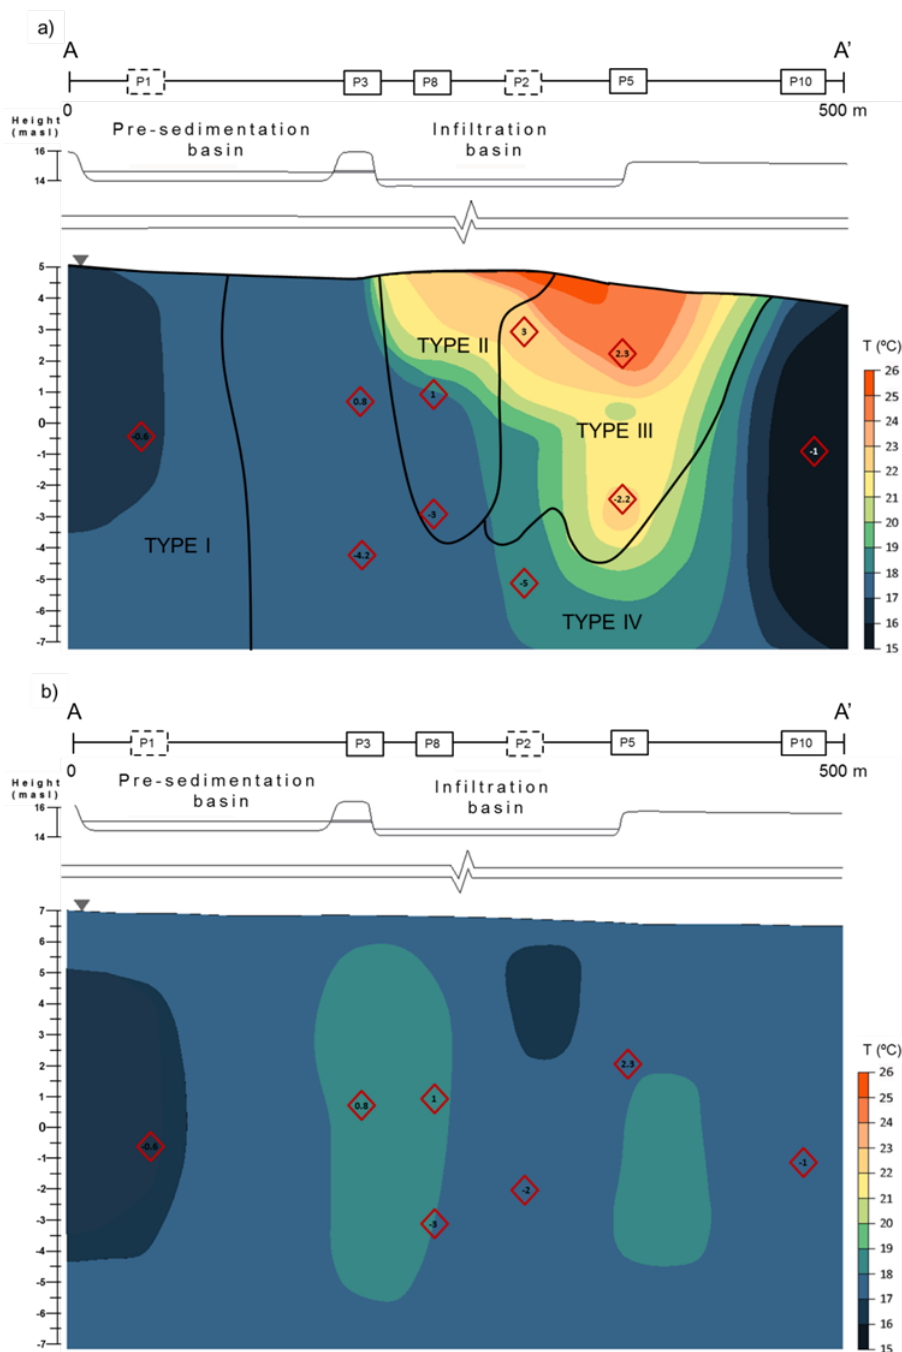 a)
A A'
P1 P3 P8 P2 P5 P10
0 500 m
Height
(masl)
Pre-sedimentation
basin
Infiltration
basin
16
14
5
4
3
2
1
0
-1
-2
-3
-4
-5
-6
-7
3
2.3
TYPE II
0.8
1
TYPE III
-0.6
-1
-2.2
-3
TYPE I
-4.2
-5
TYPE IV
T (ºC)
26
25
24
23
22
21
20
19
18
17
16
15
b)
A A'
P1 P3 P8 P2 P5 P10
0 500 m
Height
(masl)
Pre-sedimentation
basin
Infiltration
basin
16
14
7
6
5
4
3
2
1
0
-1
-2
-3
-4
-5
-6
-7
2.3
0.8
1
-0.6
-1
-2
-3
T (ºC)
26
25
24
23
22
21
20
19
18
17
16
15